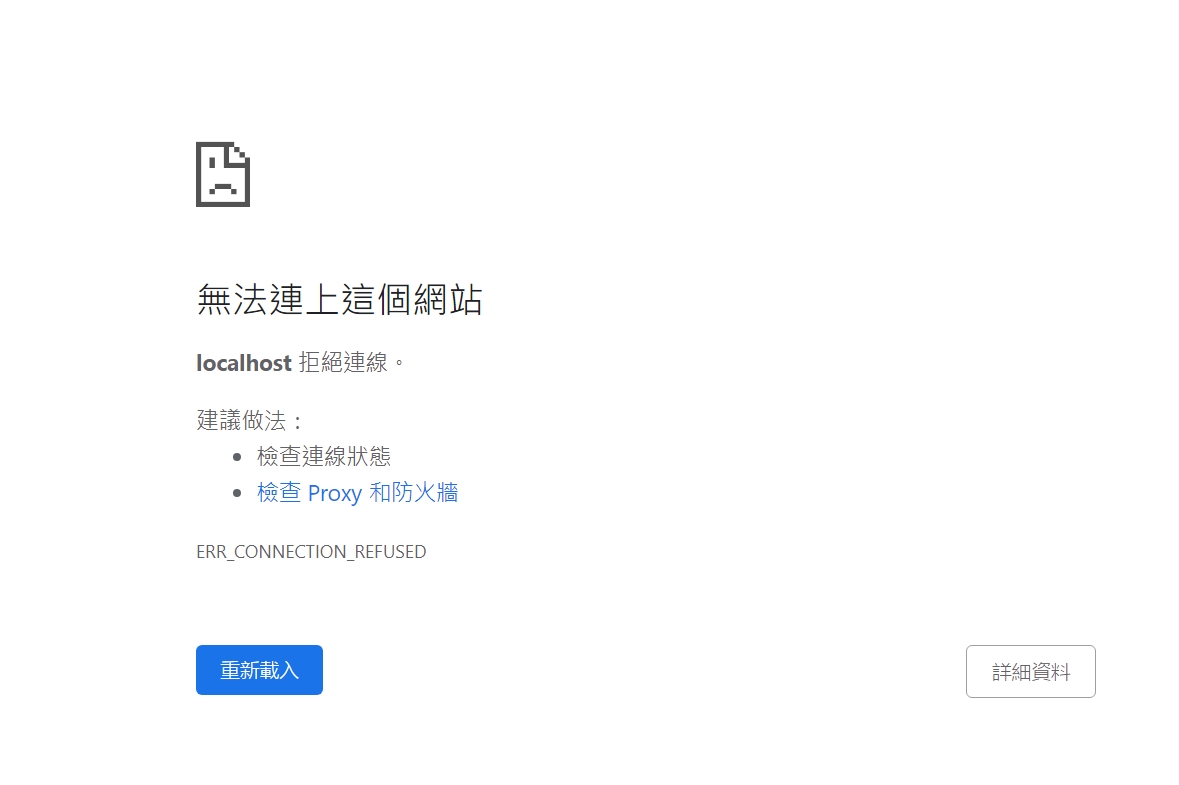 無法連上這個網站
localhost 拒絕連線。
建議做法：
檢查連線狀態
檢查 Proxy 和防火牆
ERR_CONNECTION_REFUSED
重新載入
詳細資料